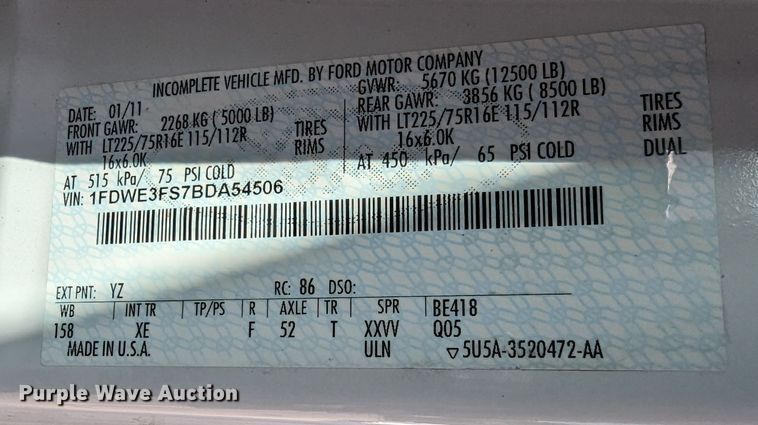 INCOMPLETE VEHICLE MFD. BY FORD MOTOR COMPANY
DATE: 01/11 GVWR: 5670 KG (12500 LB)
FRONT GAWR: 2268 KG ( 5000 LB) REAR GAWR: 3856 KG ( 8500 LB)
WITH LT225/75R16E 115/112R TIRES WITH LT225/75R16E 115/112R TIRES
16x6.0K RIMS 16x6.0K RIMS
AT 515 kPa/ 75 PSI COLD AT 450 kPa/ 65 PSI COLD DUAL
VIN: 1FDWE3FS7BDA54506
EXT PNT: YZ RC: 86 DSO:
WB INT TR TP/PS R AXLE TR SPR BE418
158 XE F 52 T XXVV Q05
MADE IN U.S.A. ULN ▽5U5A-3520472-AA
Purple Wave Auction